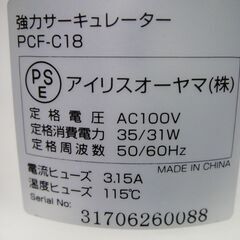 強力サーキュレーター
PCF-C18
PS
E
アイリスオーヤマ(株)
定格電圧 AC100V
定格消費電力 35/31W
定格周波数 50/60Hz
電流ヒューズ 3.15A
温度ヒューズ 115℃
MADE IN CHINA
Serial No: 31706260088